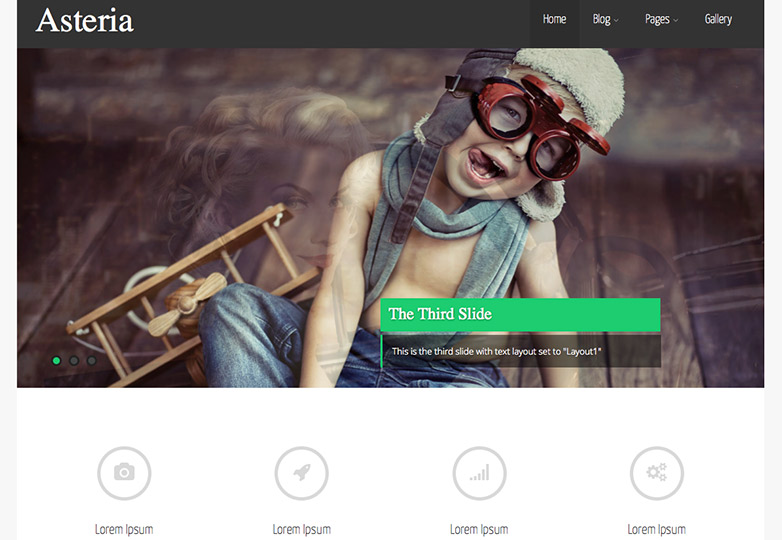 Asteria
Home Blog Pages Gallery
The Third Slide
This is the third slide with text layout set to "Layout1"
Lorem Ipsum Lorem Ipsum Lorem Ipsum Lorem Ipsum